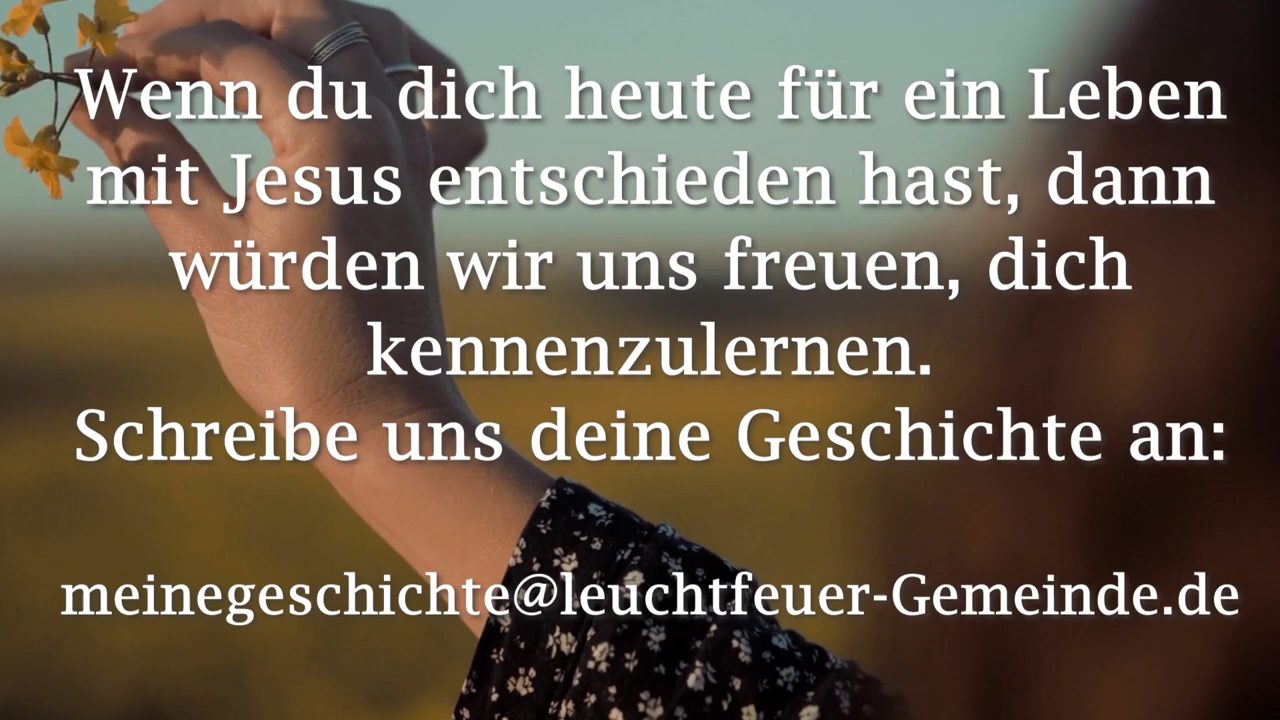 Wenn du dich heute für ein Leben
mit Jesus entschieden hast, dann
würden wir uns freuen, dich
kennenzulernen.
Schreibe uns deine Geschichte an:
meinegeschichte@leuchtfeuer-Gemeinde.de